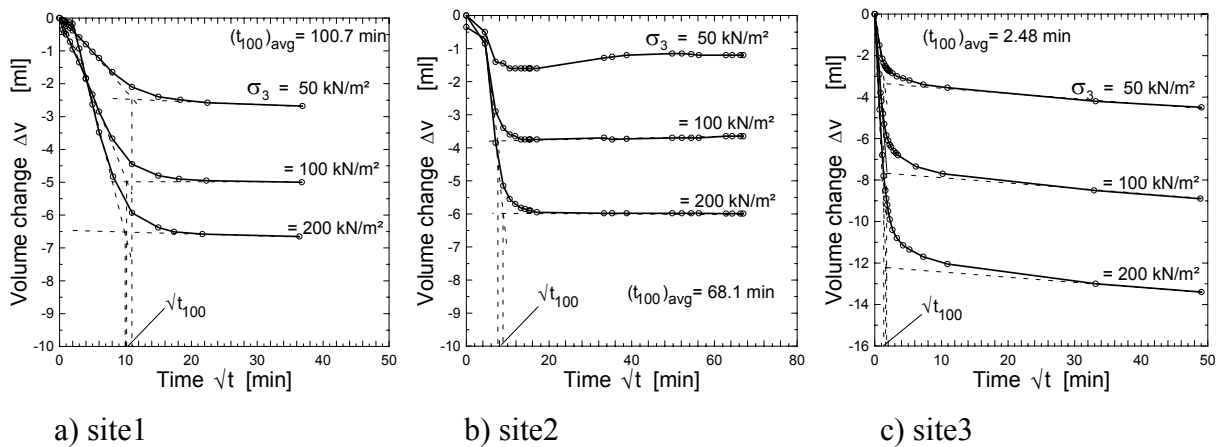 (t100)avg= 100.7 min
σ3 = 50 kN/m²
= 100 kN/m²
= 200 kN/m²
√t100
Volume change Δv [ml]
0
-1
-2
-3
-4
-5
-6
-7
-8
-9
-10
0 10 20 30 40 50
Time √t [min]
a) site1
σ3 = 50 kN/m²
= 100 kN/m²
= 200 kN/m²
(t100)avg= 68.1 min
√t100
Volume change Δv [ml]
0
-1
-2
-3
-4
-5
-6
-7
-8
-9
-10
0 20 40 60 80
Time √t [min]
b) site2
(t100)avg= 2.48 min
σ3 = 50 kN/m²
= 100 kN/m²
= 200 kN/m²
√t100
Volume change Δv [ml]
0
-2
-4
-6
-8
-10
-12
-14
-16
0 10 20 30 40 50
Time √t [min]
c) site3